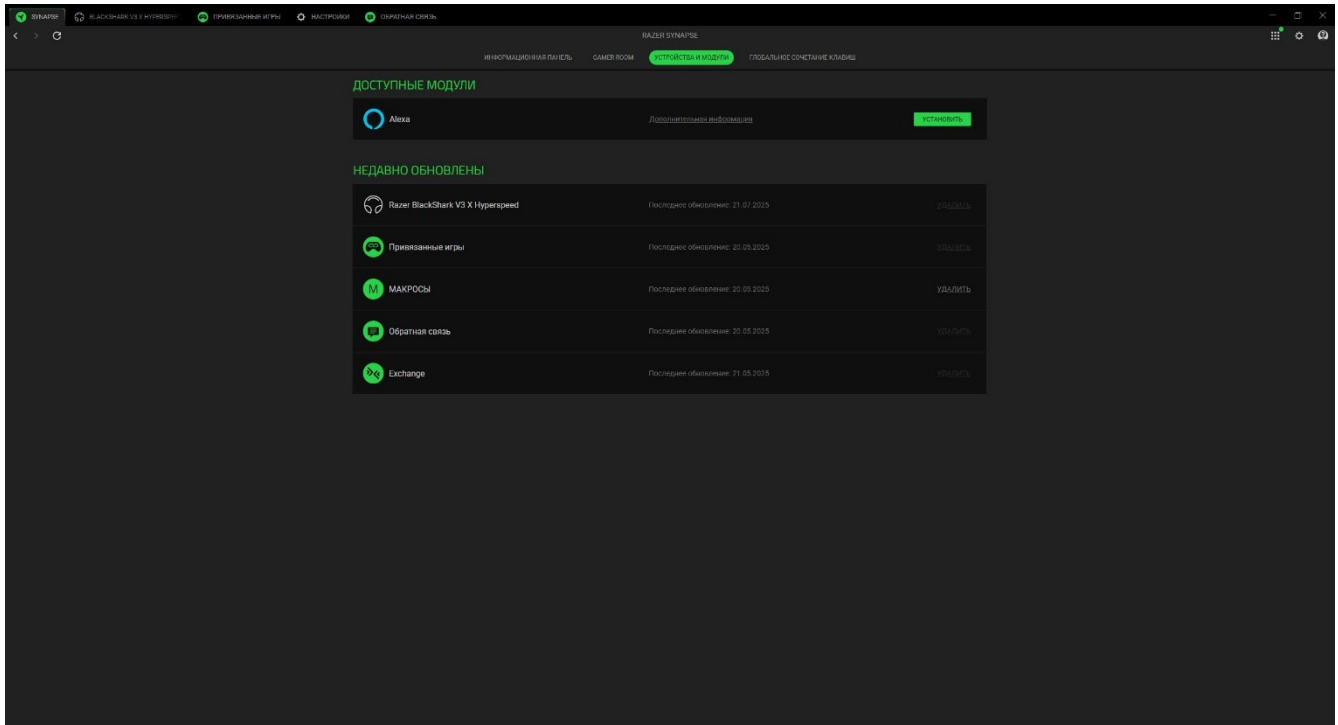 SYNAPSE BLACKSHARK V3 X HYPERSPE ПРИВЯЗАННЫЕ ИГРЫ НАСТРОЙКИ ОБРАТНАЯ СВЯЗЬ
RAZER SYNAPSE
ИНФОРМАЦИОННАЯ ПАНЕЛЬ GAMER ROOM УСТРОЙСТВА И МОДУЛИ ГЛОБАЛЬНОЕ СОЧЕТАНИЕ КЛАВИШ
ДОСТУПНЫЕ МОДУЛИ
Alexa Дополнительная информация УСТАНОВИТЬ
НЕДАВНО ОБНОВЛЕНЫ
Razer BlackShark V3 X Hyperspeed Последнее обновление: 21.07.2025 УДАЛИТЬ
Привязанные игры Последнее обновление: 20.05.2025 УДАЛИТЬ
M МАКРОСЫ Последнее обновление: 20.05.2025 УДАЛИТЬ
Обратная связь Последнее обновление: 20.05.2025 УДАЛИТЬ
Exchange Последнее обновление: 21.05.2025 УДАЛИТЬ